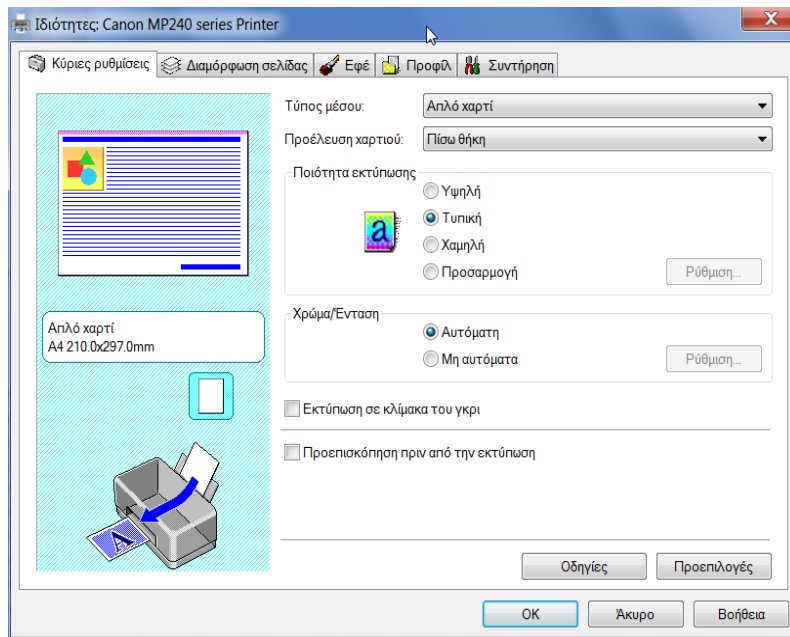 Ιδιότητες: Canon MP240 series Printer
Κύριες ρυθμίσεις Διαμόρφωση σελίδας Εφέ Προφίλ Συντήρηση
Τύπος μέσου: Απλό χαρτί
Προέλευση χαρτιού: Πίσω θήκη
Ποιότητα εκτύπωσης
Υψηλή
Τυπική
Χαμηλή
Προσαρμογή Ρύθμιση...
a
Χρώμα/Ένταση
Αυτόματη
Μη αυτόματα Ρύθμιση...
Απλό χαρτί
A4 210.0x297.0mm
Εκτύπωση σε κλίμακα του γκρι
Προεπισκόπηση πριν από την εκτύπωση
A
Οδηγίες Προεπιλογές
OK Άκυρο Βοήθεια